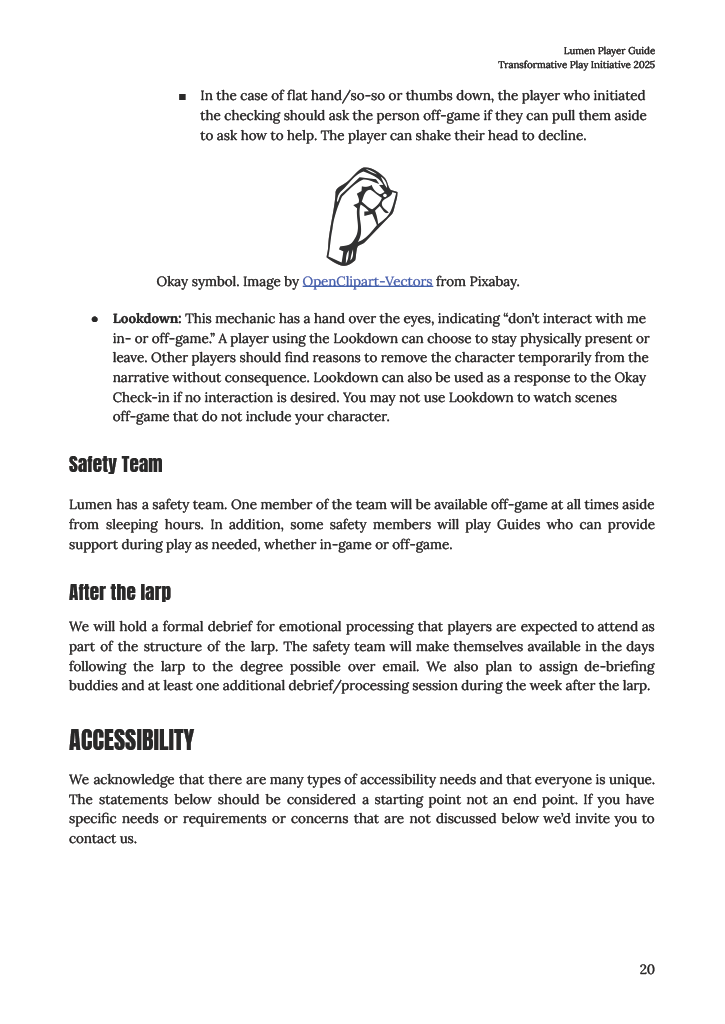 Lumen Player Guide
Transformative Play Initiative 2025
▪ In the case of flat hand/so-so or thumbs down, the player who initiated
the checking should ask the person off-game if they can pull them aside
to ask how to help. The player can shake their head to decline.
Okay symbol. Image by OpenClipart-Vectors from Pixabay.
● Lookdown: This mechanic has a hand over the eyes, indicating “don’t interact with me
in- or off-game.” A player using the Lookdown can choose to stay physically present or
leave. Other players should find reasons to remove the character temporarily from the
narrative without consequence. Lookdown can also be used as a response to the Okay
Check-in if no interaction is desired. You may not use Lookdown to watch scenes
off-game that do not include your character.
Safety Team
Lumen has a safety team. One member of the team will be available off-game at all times aside
from sleeping hours. In addition, some safety members will play Guides who can provide
support during play as needed, whether in-game or off-game.
After the larp
We will hold a formal debrief for emotional processing that players are expected to attend as
part of the structure of the larp. The safety team will make themselves available in the days
following the larp to the degree possible over email. We also plan to assign de-briefing
buddies and at least one additional debrief/processing session during the week after the larp.
ACCESSIBILITY
We acknowledge that there are many types of accessibility needs and that everyone is unique.
The statements below should be considered a starting point not an end point. If you have
specific needs or requirements or concerns that are not discussed below we’d invite you to
contact us.
20